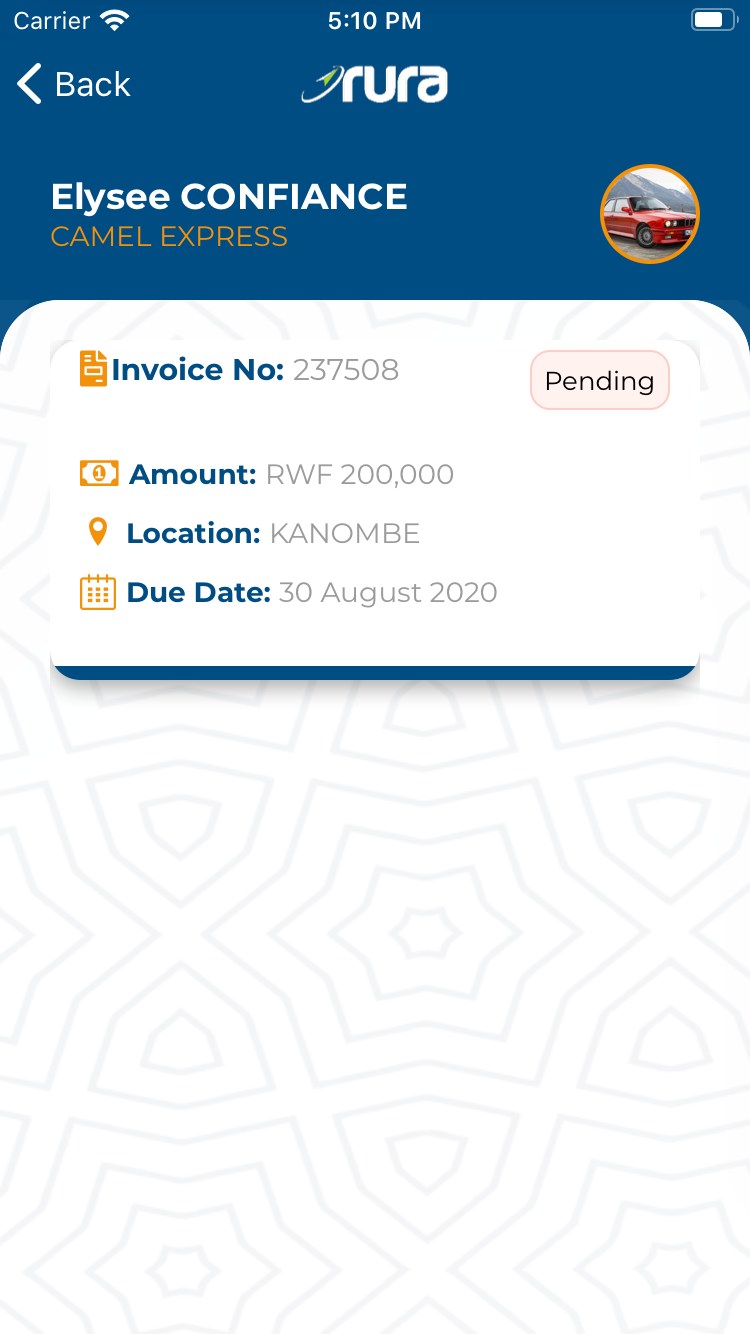 Carrier 5:10 PM
Back rura
Elysee CONFIANCE
CAMEL EXPRESS
Invoice No: 237508 Pending
1 Amount: RWF 200,000
Location: KANOMBE
Due Date: 30 August 2020